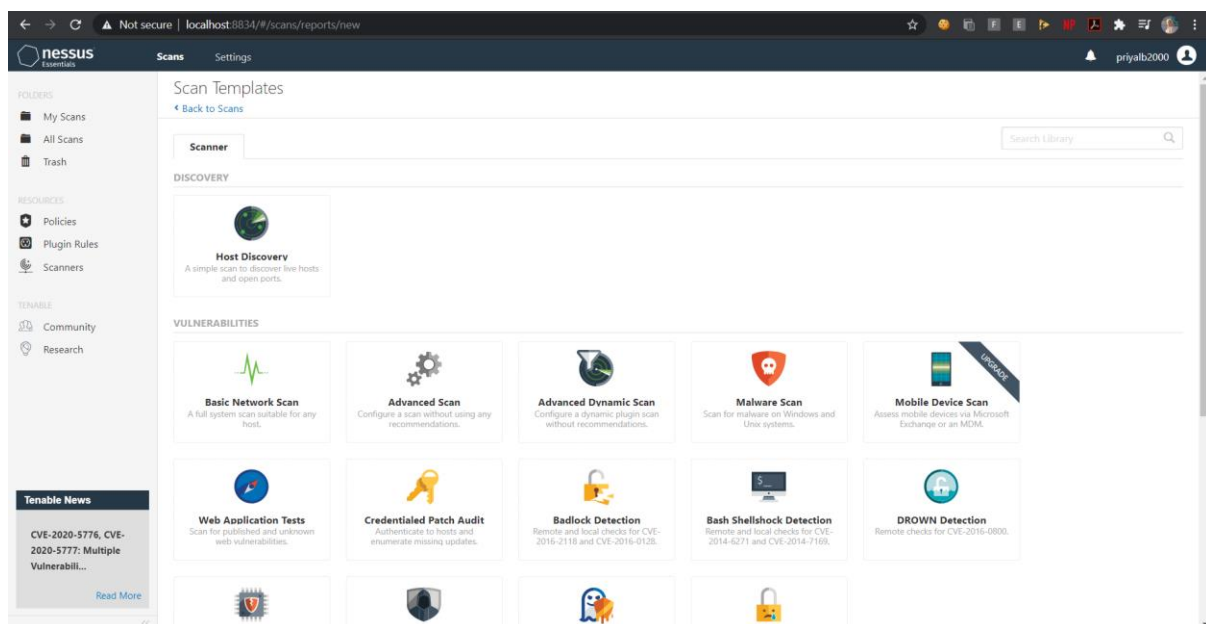 Not secure | localhost:8834/#/scans/reports/new
nessus
Essentials
Scans
Settings
priyalb2000
FOLDERS
My Scans
All Scans
Trash
RESOURCES
Policies
Plugin Rules
Scanners
TENABLE
Community
Research
Tenable News
CVE-2020-5776, CVE-
2020-5777: Multiple
Vulnerabili...
Read More
Scan Templates
Back to Scans
Scanner
Search Library
DISCOVERY
Host Discovery
A simple scan to discover live hosts
and open ports.
VULNERABILITIES
Basic Network Scan
A full system scan suitable for any
host.
Advanced Scan
Configure a scan without using any
recommendations.
Advanced Dynamic Scan
Configure a dynamic plugin scan
without recommendations.
Malware Scan
Scan for malware on Windows and
Unix systems.
UPGRADE
Mobile Device Scan
Assess mobile devices via Microsoft
Exchange or an MDM.
Web Application Tests
Scan for published and unknown
web vulnerabilities.
Credentialed Patch Audit
Authenticate to hosts and
enumerate missing updates.
Badlock Detection
Remote and local checks for CVE-
2016-2118 and CVE-2016-0128.
$_
Bash Shellshock Detection
Remote and local checks for CVE-
2014-6271 and CVE-2014-7169.
DROWN Detection
Remote checks for CVE-2016-0800.